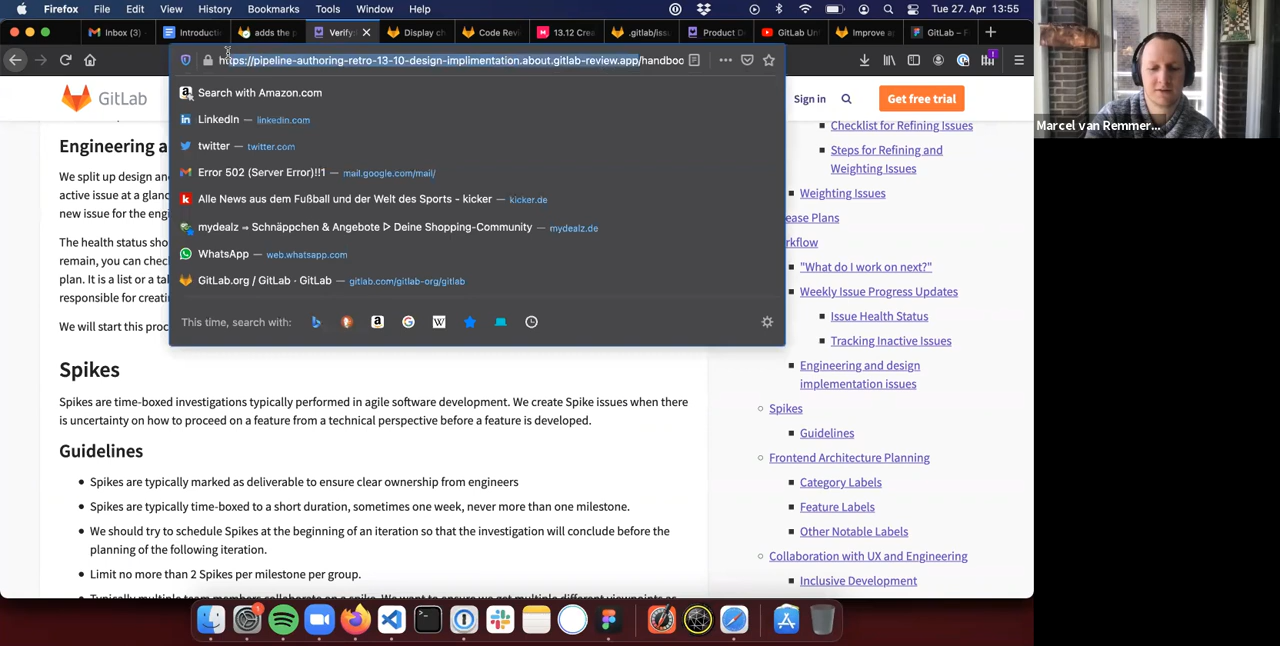 Firefox File Edit View History Bookmarks Tools Window Help Tue 27. Apr 13:55
Inbox (3) Introducti adds the p Verify: Display ch Code Revi 13.12 Crea .gitlab/issu Product D GitLab Un Improve a GitLab – F
https://pipeline-authoring-retro-13-10-design-implimentation.about.gitlab-review.app/handboo
Search with Amazon.com
LinkedIn — linkedin.com
twitter — twitter.com
Error 502 (Server Error)!!1 — mail.google.com/mail/
Alle News aus dem Fußball und der Welt des Sports - kicker — kicker.de
mydealz ⇒ Schnäppchen & Angebote ▷ Deine Shopping-Community — mydealz.de
WhatsApp — web.whatsapp.com
GitLab.org / GitLab · GitLab — gitlab.com/gitlab-org/gitlab
This time, search with:
GitLab
Sign in
Get free trial
Engineering a
We split up design an
active issue at a glanc
new issue for the eng
The health status sho
remain, you can chec
plan. It is a list or a ta
responsible for creatin
We will start this proc
Spikes
Spikes are time-boxed investigations typically performed in agile software development. We create Spike issues when there
is uncertainty on how to proceed on a feature from a technical perspective before a feature is developed.
Guidelines
Spikes are typically marked as deliverable to ensure clear ownership from engineers
Spikes are typically time-boxed to a short duration, sometimes one week, never more than one milestone.
We should try to schedule Spikes at the beginning of an iteration so that the investigation will conclude before the
planning of the following iteration.
Limit no more than 2 Spikes per milestone per group.
Checklist for Refining Issues
Steps for Refining and
Weighting Issues
Weighting Issues
ease Plans
rkflow
"What do I work on next?"
Weekly Issue Progress Updates
Issue Health Status
Tracking Inactive Issues
Engineering and design
implementation issues
Spikes
Guidelines
Frontend Architecture Planning
Category Labels
Feature Labels
Other Notable Labels
Collaboration with UX and Engineering
Inclusive Development
Marcel van Remmer...